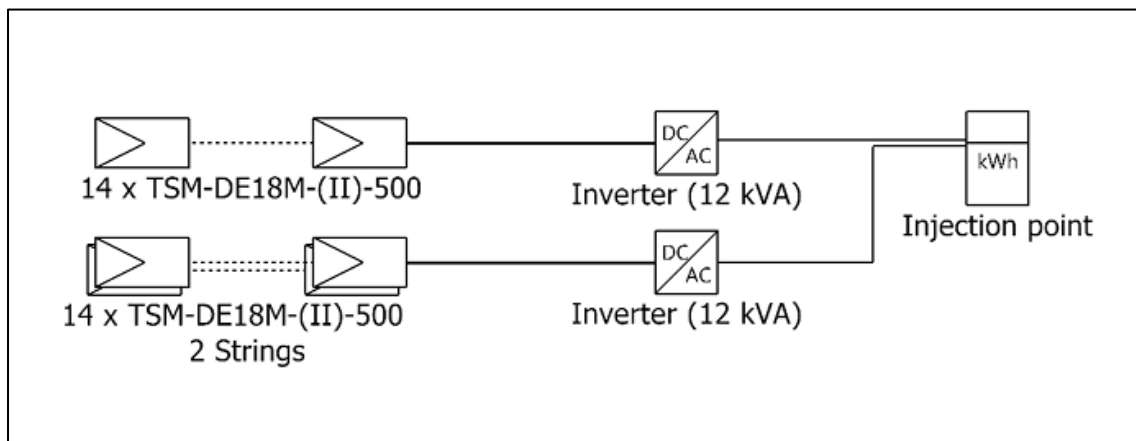 DC
AC
kWh
14 x TSM-DE18M-(II)-500
Inverter (12 kVA)
Injection point
DC
AC
14 x TSM-DE18M-(II)-500
2 Strings
Inverter (12 kVA)